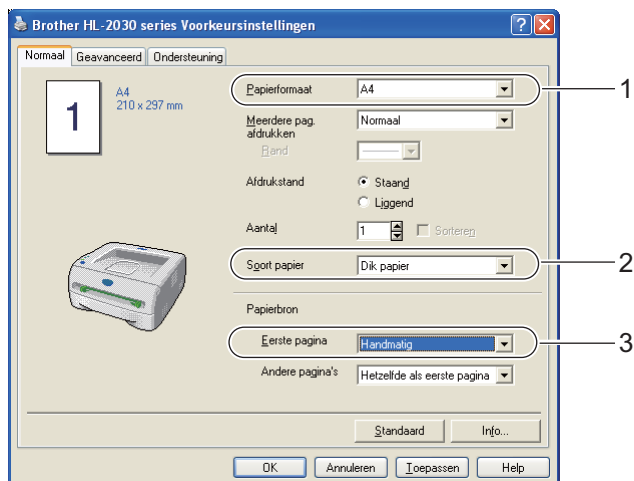 Brother HL-2030 series Voorkeursinstellingen
Normaal Geavanceerd Ondersteuning
1
A4
210 x 297 mm
Papierformaat A4 1
Meerdere pag. afdrukken Normaal
Rand
Afdrukstand Staand
Liggend
Aantal 1 Sorteren
Soort papier Dik papier 2
Papierbron
Eerste pagina Handmatig 3
Andere pagina's Hetzelfde als eerste pagina
Standaard Info...
OK Annuleren Toepassen Help